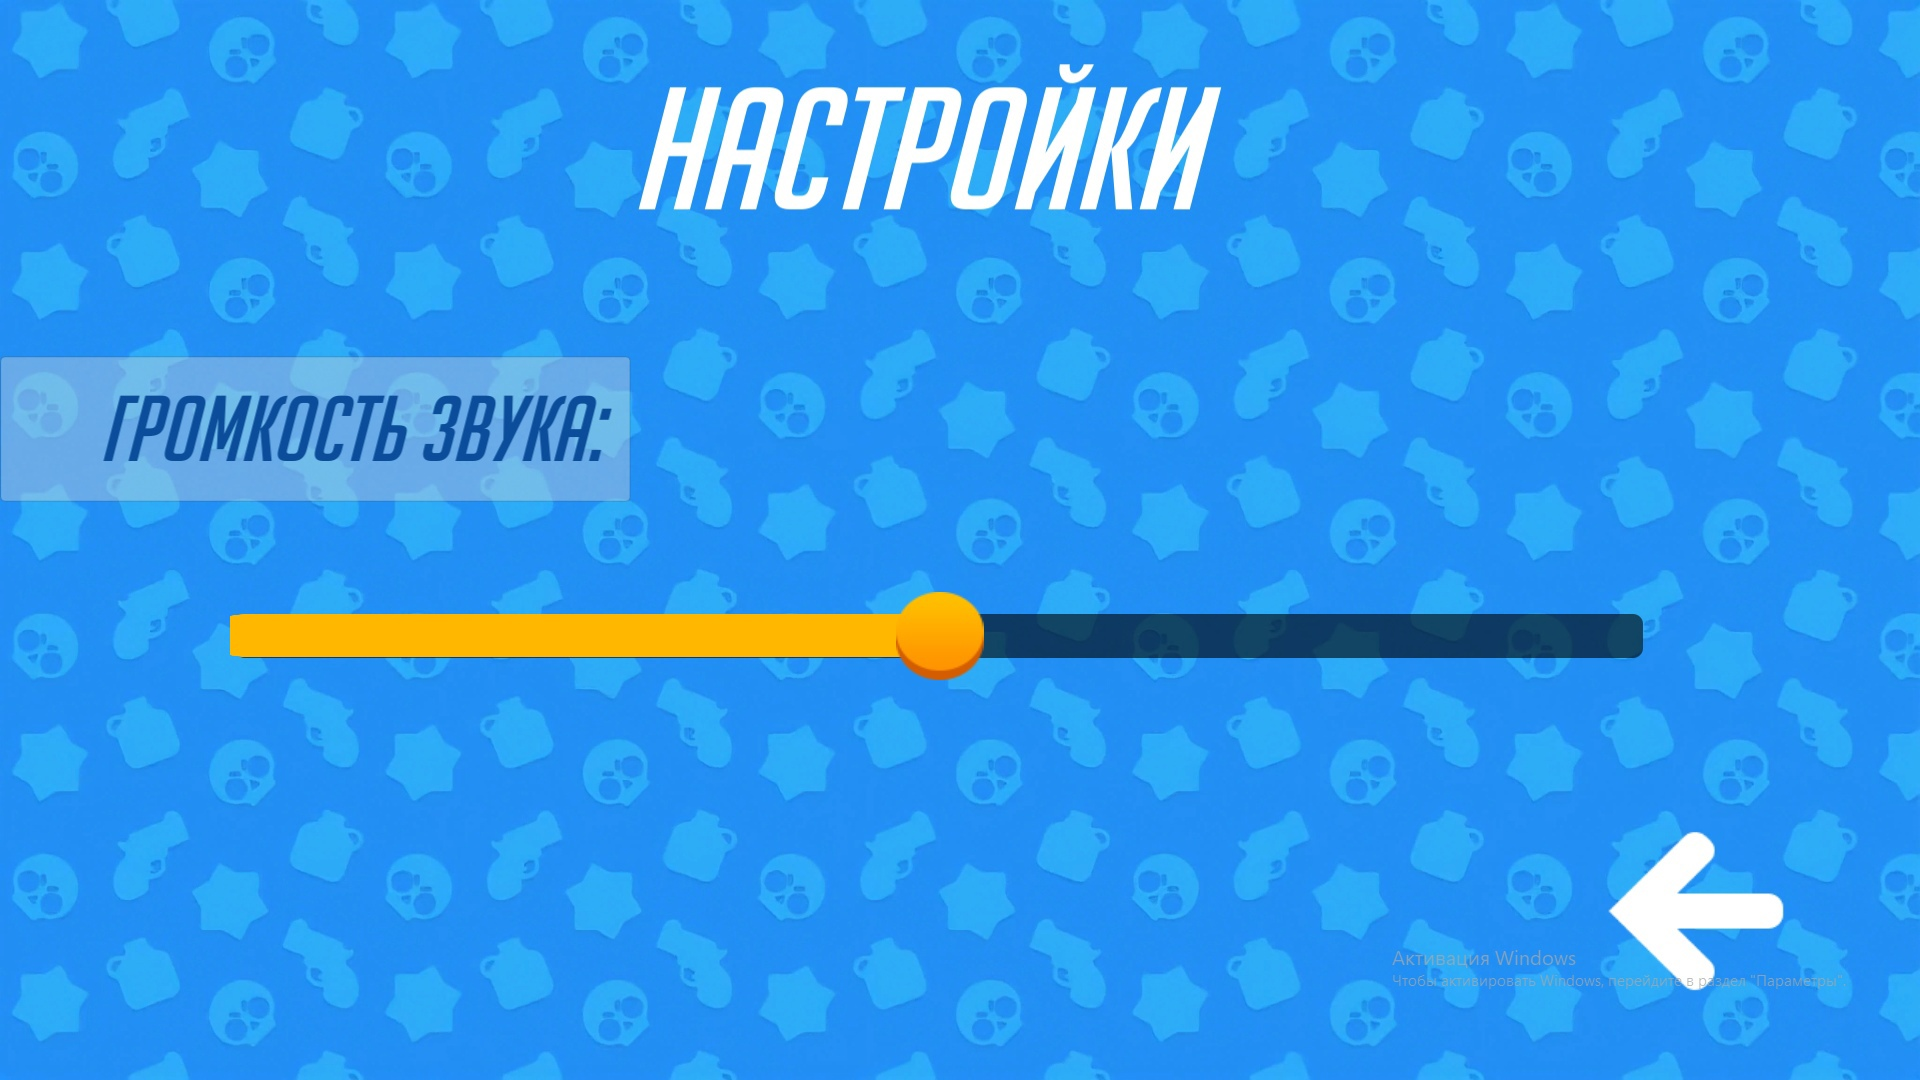 НАСТРОЙКИ
ГРОМКОСТЬ ЗВУКА:
Активация Windows
Чтобы активировать Windows, перейдите в раздел "Параметры".